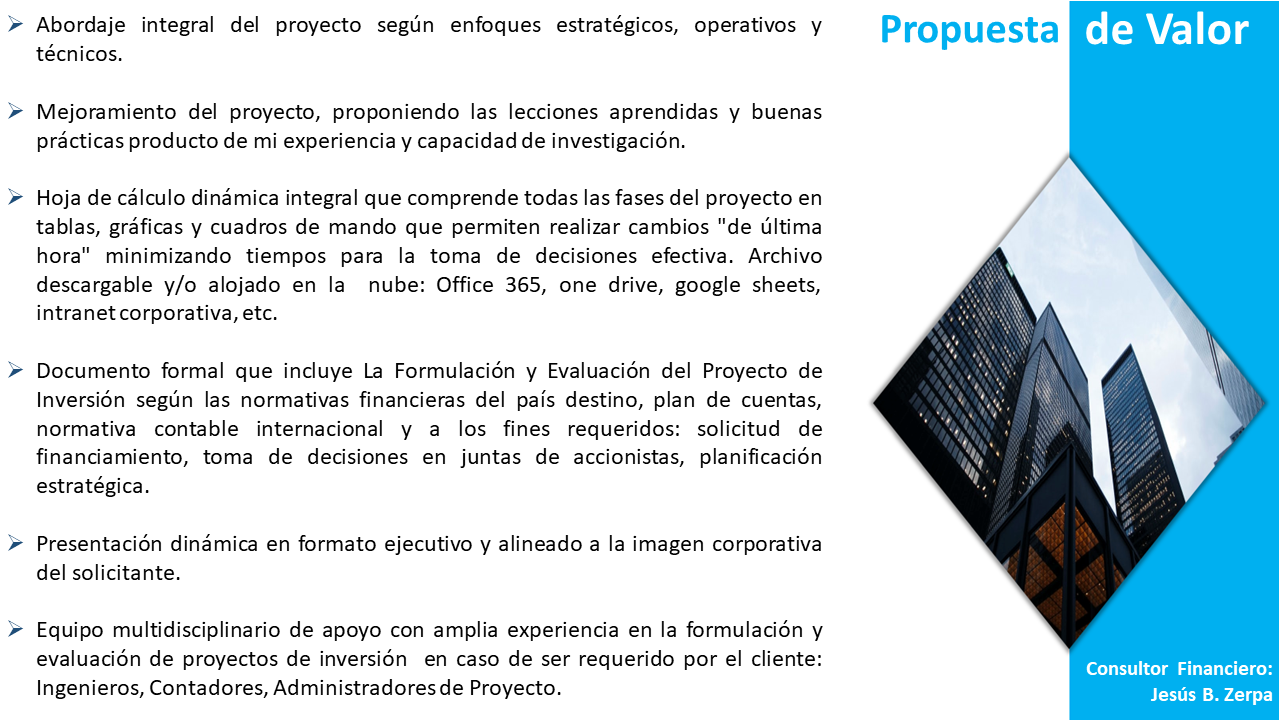 Propuesta de Valor
➢ Abordaje integral del proyecto según enfoques estratégicos, operativos y
técnicos.
➢ Mejoramiento del proyecto, proponiendo las lecciones aprendidas y buenas
prácticas producto de mi experiencia y capacidad de investigación.
➢ Hoja de cálculo dinámica integral que comprende todas las fases del proyecto en
tablas, gráficas y cuadros de mando que permiten realizar cambios "de última
hora" minimizando tiempos para la toma de decisiones efectiva. Archivo
descargable y/o alojado en la nube: Office 365, one drive, google sheets,
intranet corporativa, etc.
➢ Documento formal que incluye La Formulación y Evaluación del Proyecto de
Inversión según las normativas financieras del país destino, plan de cuentas,
normativa contable internacional y a los fines requeridos: solicitud de
financiamiento, toma de decisiones en juntas de accionistas, planificación
estratégica.
➢ Presentación dinámica en formato ejecutivo y alineado a la imagen corporativa
del solicitante.
➢ Equipo multidisciplinario de apoyo con amplia experiencia en la formulación y
evaluación de proyectos de inversión en caso de ser requerido por el cliente:
Ingenieros, Contadores, Administradores de Proyecto.
Consultor Financiero:
Jesús B. Zerpa